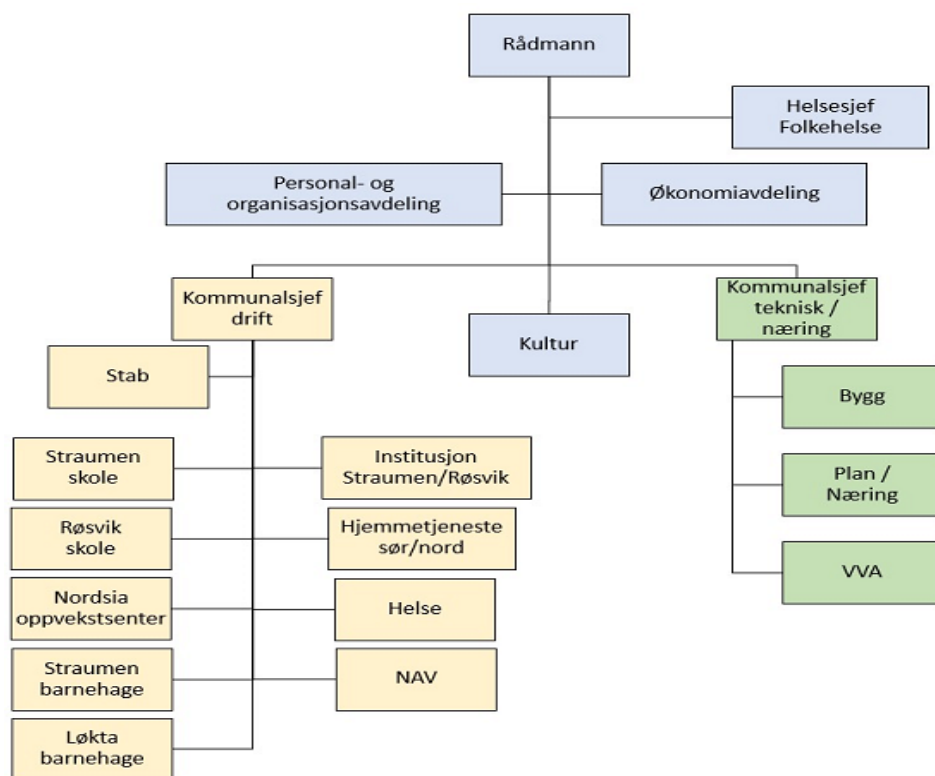 Rådmann
Helsesjef
Folkehelse
Personal- og
organisasjonsavdeling
Økonomiavdeling
Kommunalsjef
drift
Kultur
Kommunalsjef
teknisk /
næring
Stab
Bygg
Straumen
skole
Institusjon
Straumen/Røsvik
Plan /
Næring
Røsvik
skole
Hjemmetjeneste
sør/nord
VVA
Nordsia
oppvekstsenter
Helse
Straumen
barnehage
NAV
Løkta
barnehage